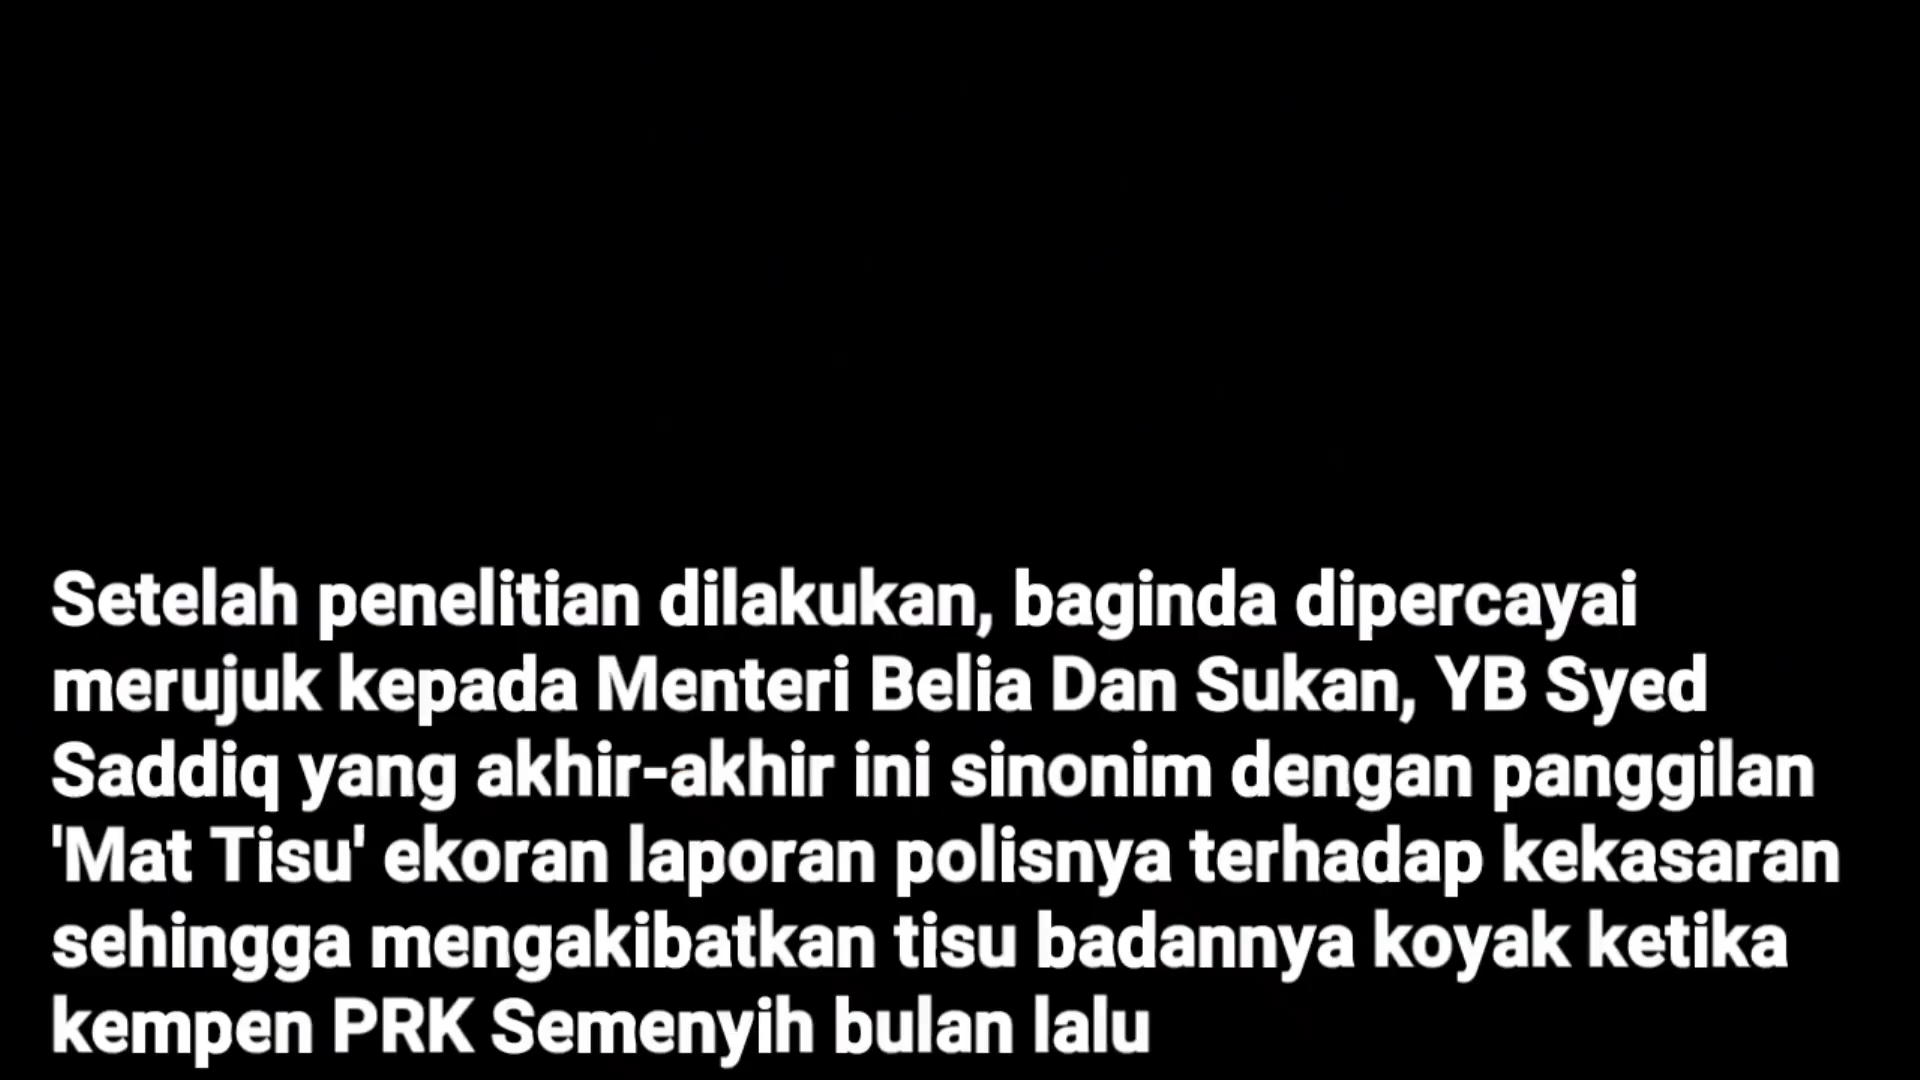 Setelah penelitian dilakukan, baginda dipercayai
merujuk kepada Menteri Belia Dan Sukan, YB Syed
Saddiq yang akhir-akhir ini sinonim dengan panggilan
'Mat Tisu' ekoran laporan polisnya terhadap kekasaran
sehingga mengakibatkan tisu badannya koyak ketika
kempen PRK Semenyih bulan lalu